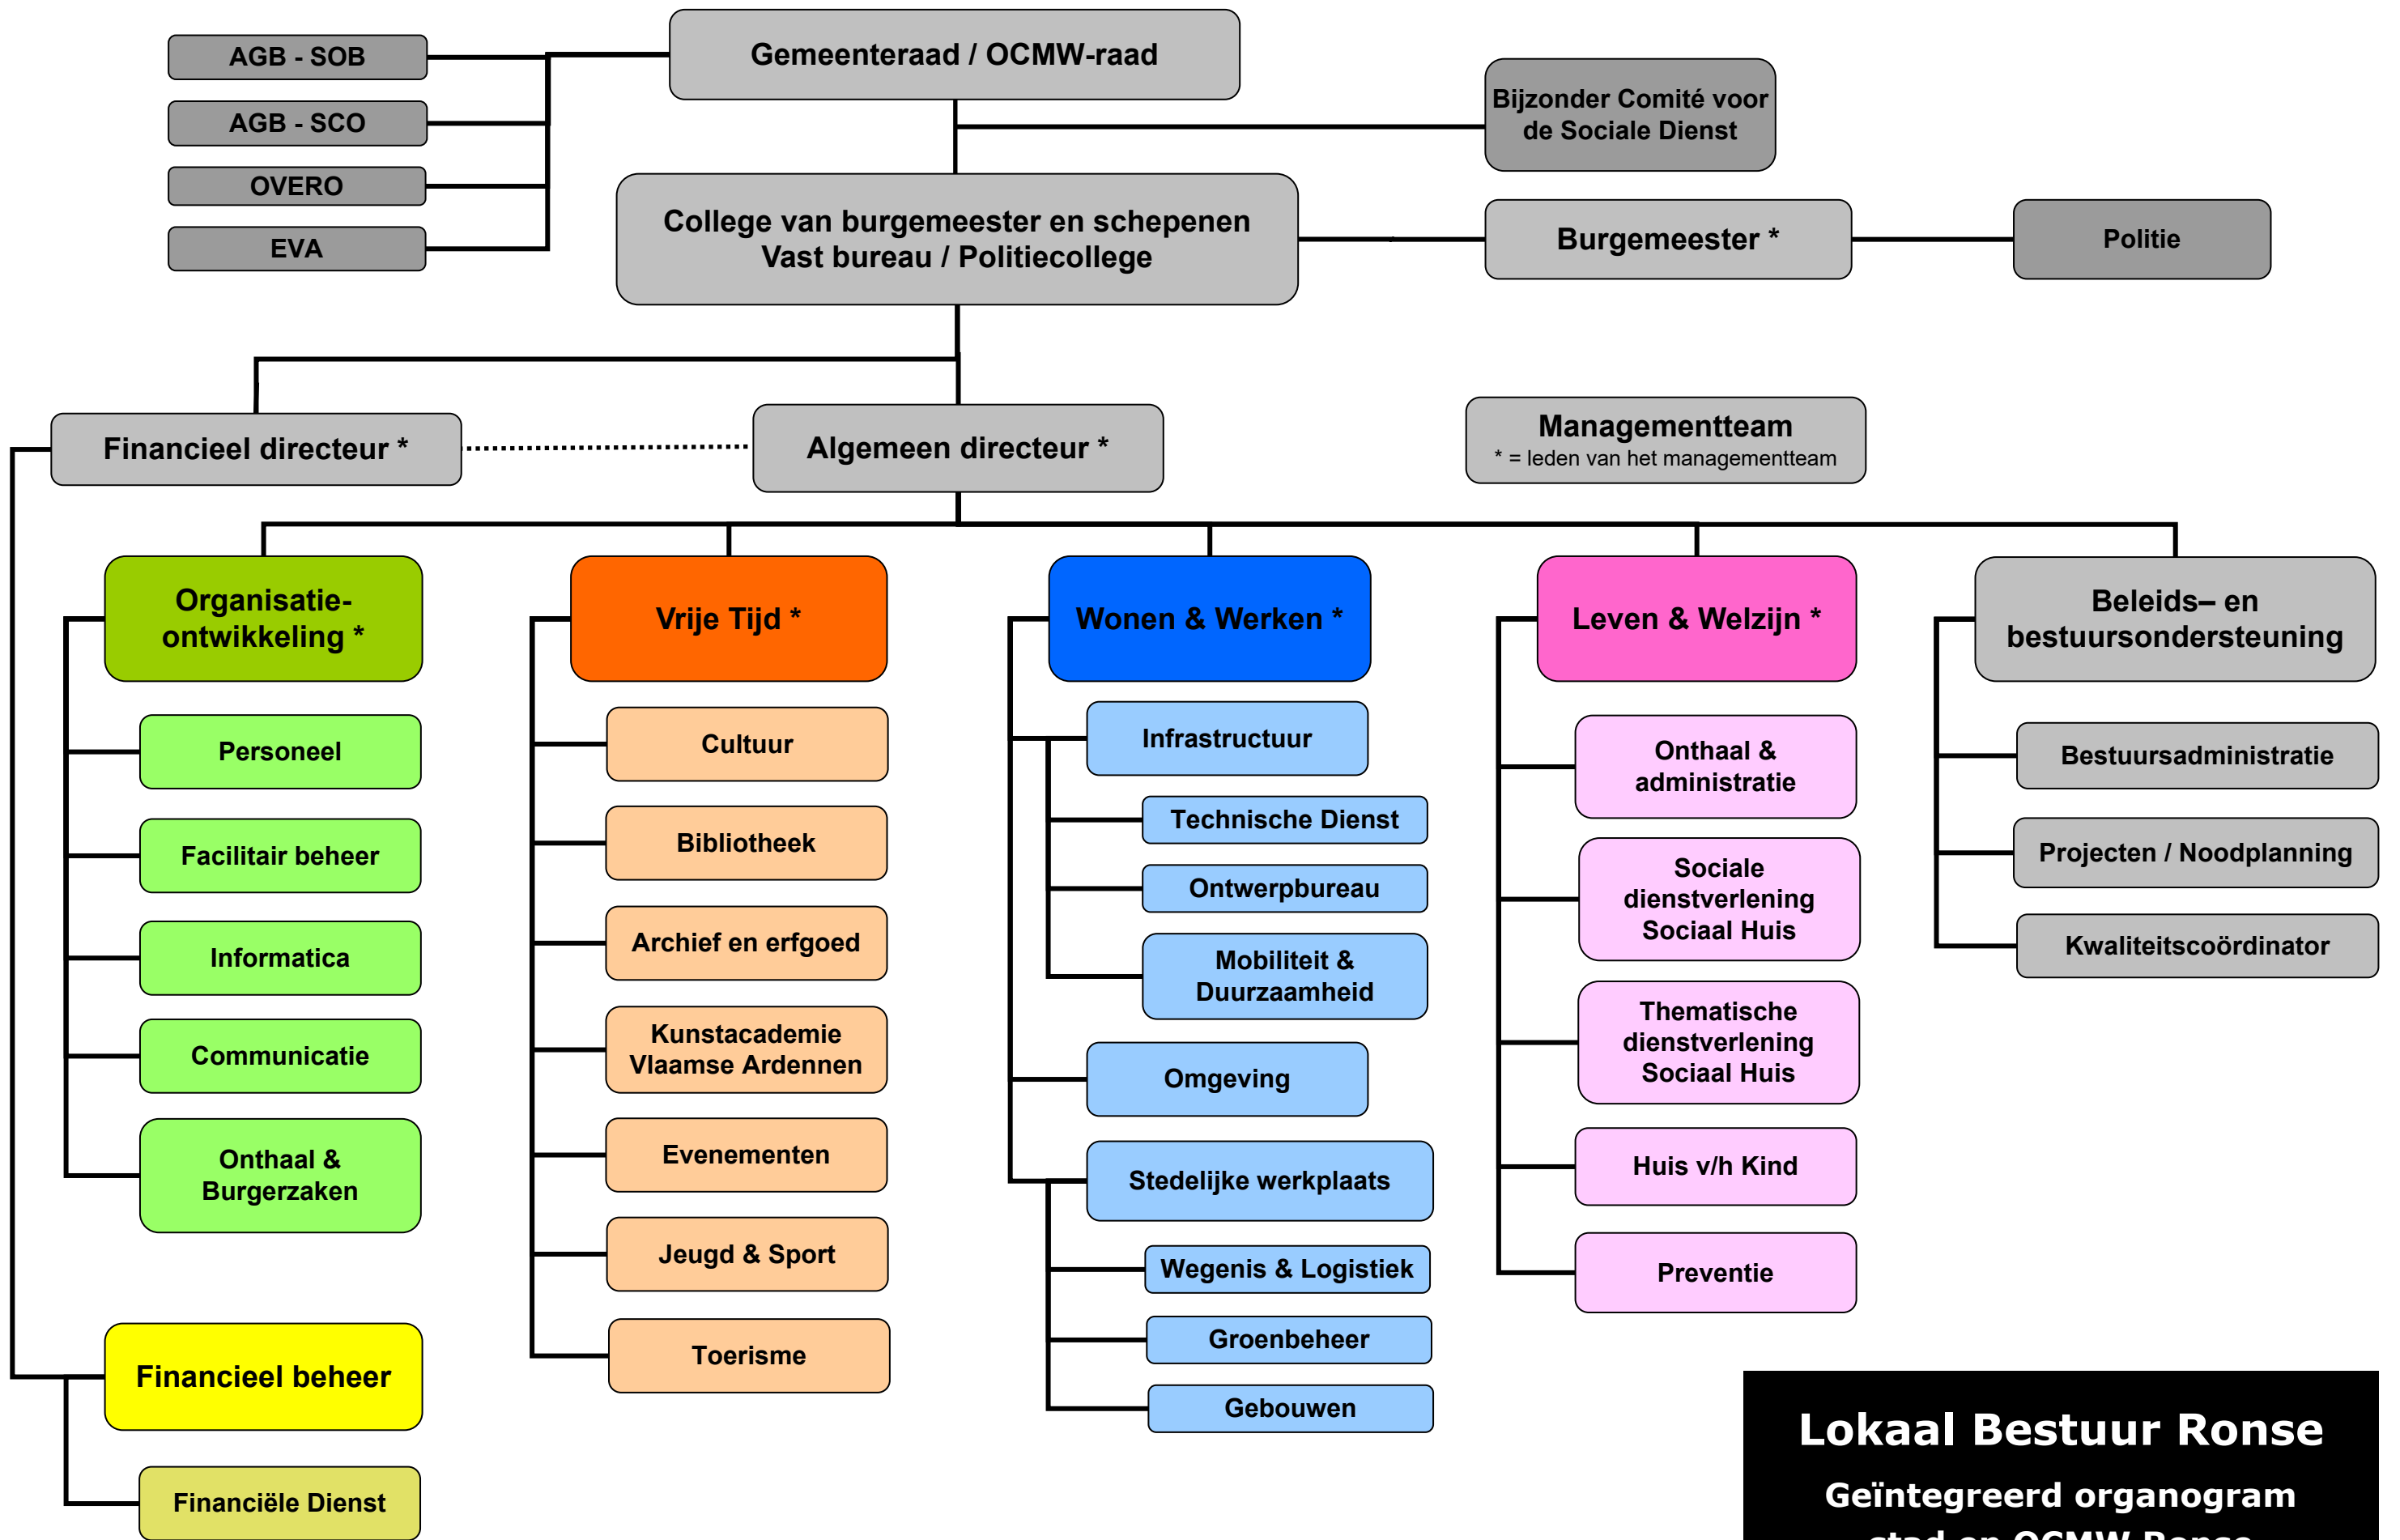 Gemeenteraad / OCMW-raad
AGB - SOB
AGB - SCO
OVERO
EVA
Bijzonder Comité voor
de Sociale Dienst
College van burgemeester en schepenen
Vast bureau / Politiecollege
Burgemeester *
Politie
Financieel directeur *
Algemeen directeur *
Managementteam
* = leden van het managementteam
Organisatie-
ontwikkeling *
Personeel
Facilitair beheer
Informatica
Communicatie
Onthaal &
Burgerzaken
Financieel beheer
Financiële Dienst
Vrije Tijd *
Cultuur
Bibliotheek
Archief en erfgoed
Kunstacademie
Vlaamse Ardennen
Evenementen
Jeugd & Sport
Toerisme
Wonen & Werken *
Infrastructuur
Technische Dienst
Ontwerpbureau
Mobiliteit &
Duurzaamheid
Omgeving
Stedelijke werkplaats
Wegenis & Logistiek
Groenbeheer
Gebouwen
Leven & Welzijn *
Onthaal &
administratie
Sociale
dienstverlening
Sociaal Huis
Thematische
dienstverlening
Sociaal Huis
Huis v/h Kind
Preventie
Beleids– en
bestuursondersteuning
Bestuursadministratie
Projecten / Noodplanning
Kwaliteitscoördinator
Lokaal Bestuur Ronse
Geïntegreerd organogram
stad en OCMW Ronse